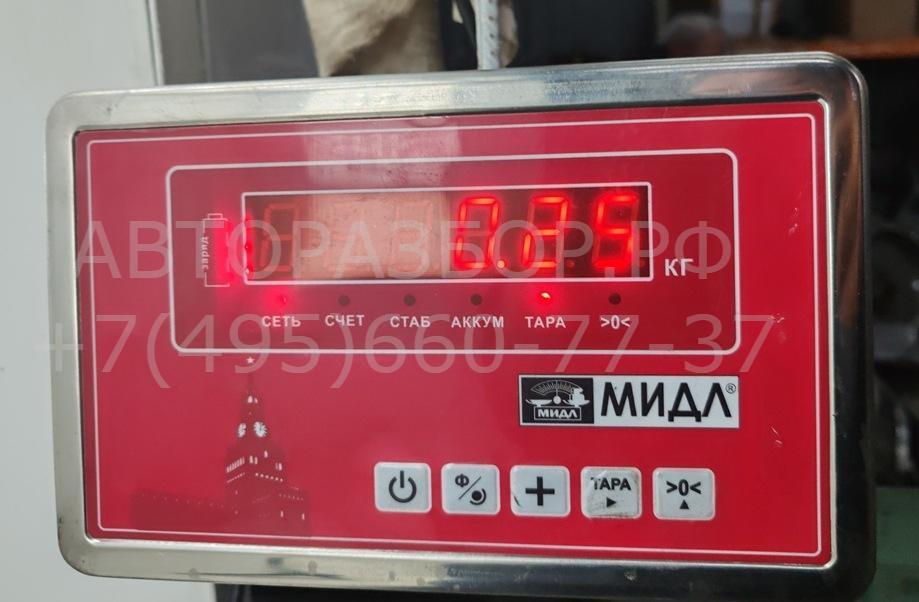 заряд
0.25
КГ
СЕТЬ СЧЕТ СТАБ АККУМ ТАРА >0<
АВТОРАЗБОР.РФ
+7(495)660-77-37
МИДЛ МИДЛ®
Ф/ + ТАРА >0<